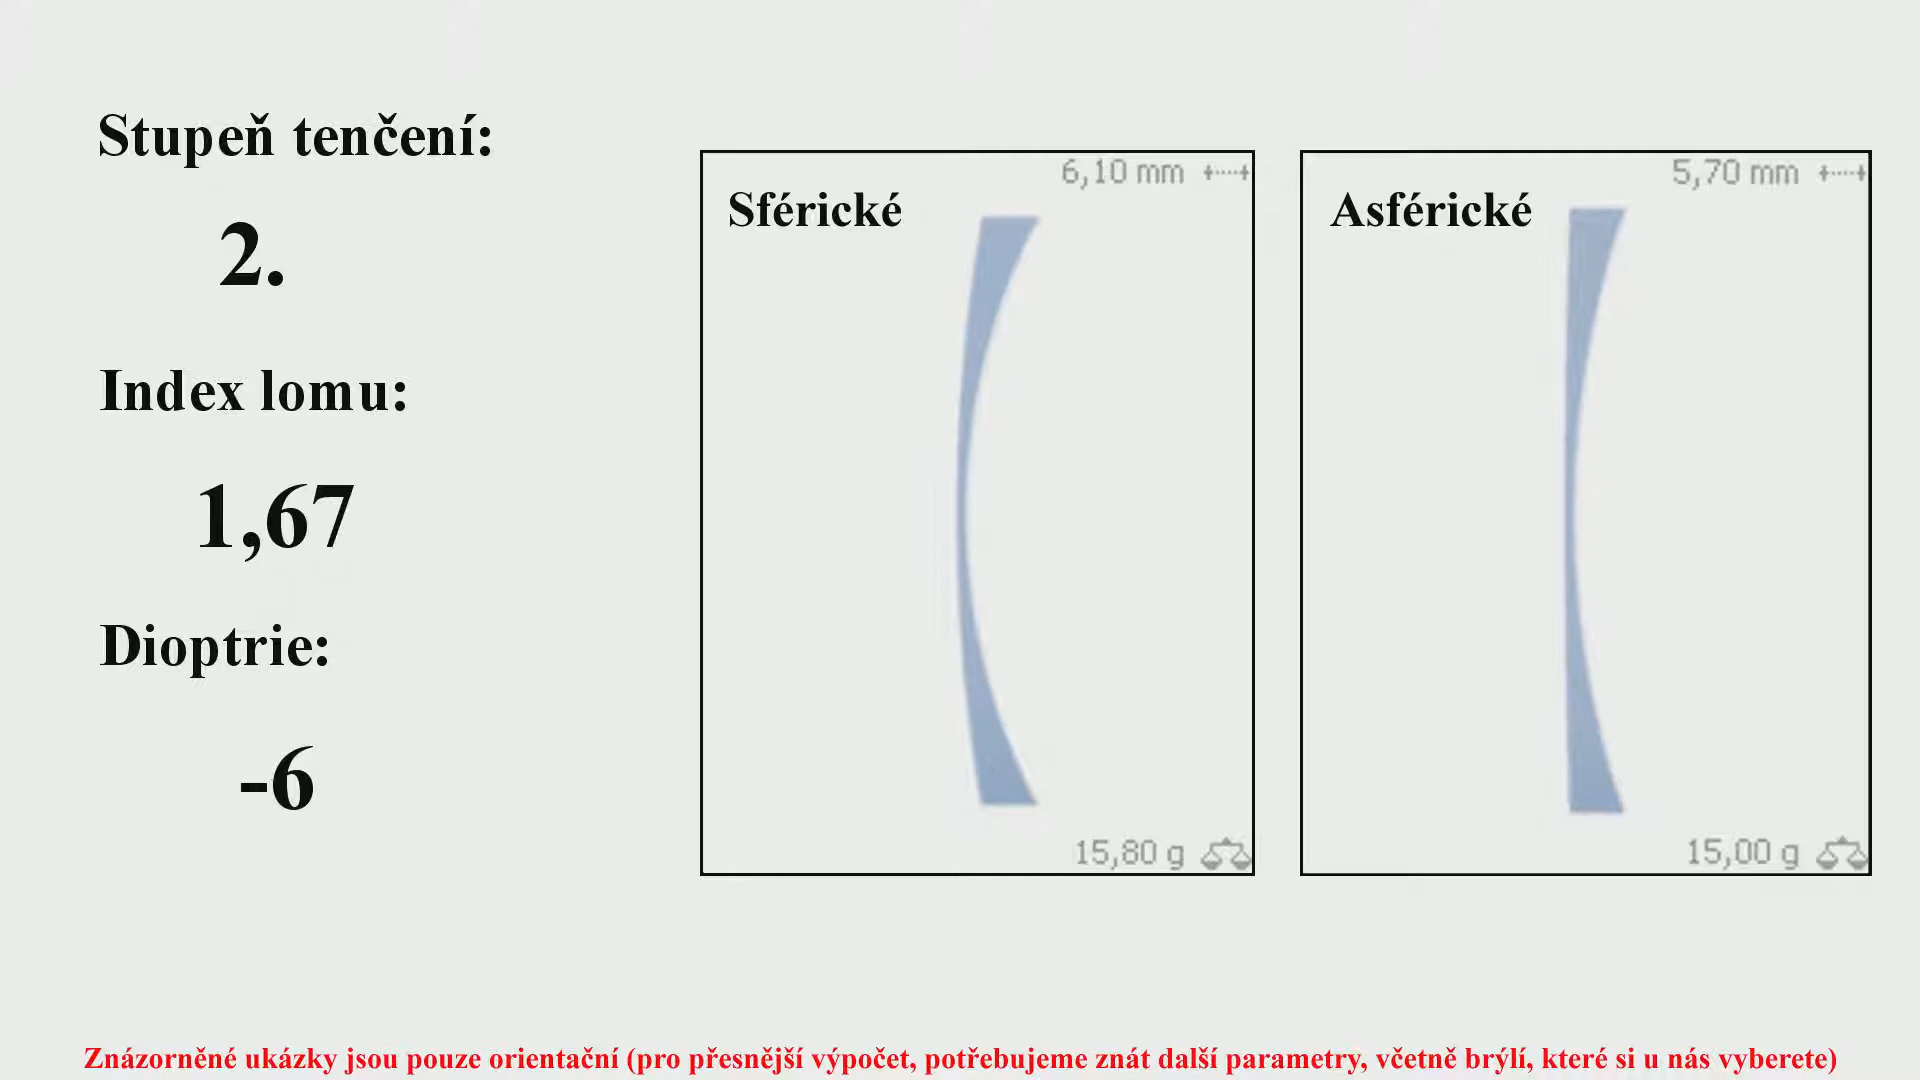 Stupeň tenčení:
2.
Index lomu:
1,67
Dioptrie:
-6
6,10 mm
Sférické
15,80 g
5,70 mm
Asférické
15,00 g
Znázorněné ukázky jsou pouze orientační (pro přesnější výpočet, potřebujeme znát další parametry, včetně brýlí, které si u nás vyberete)